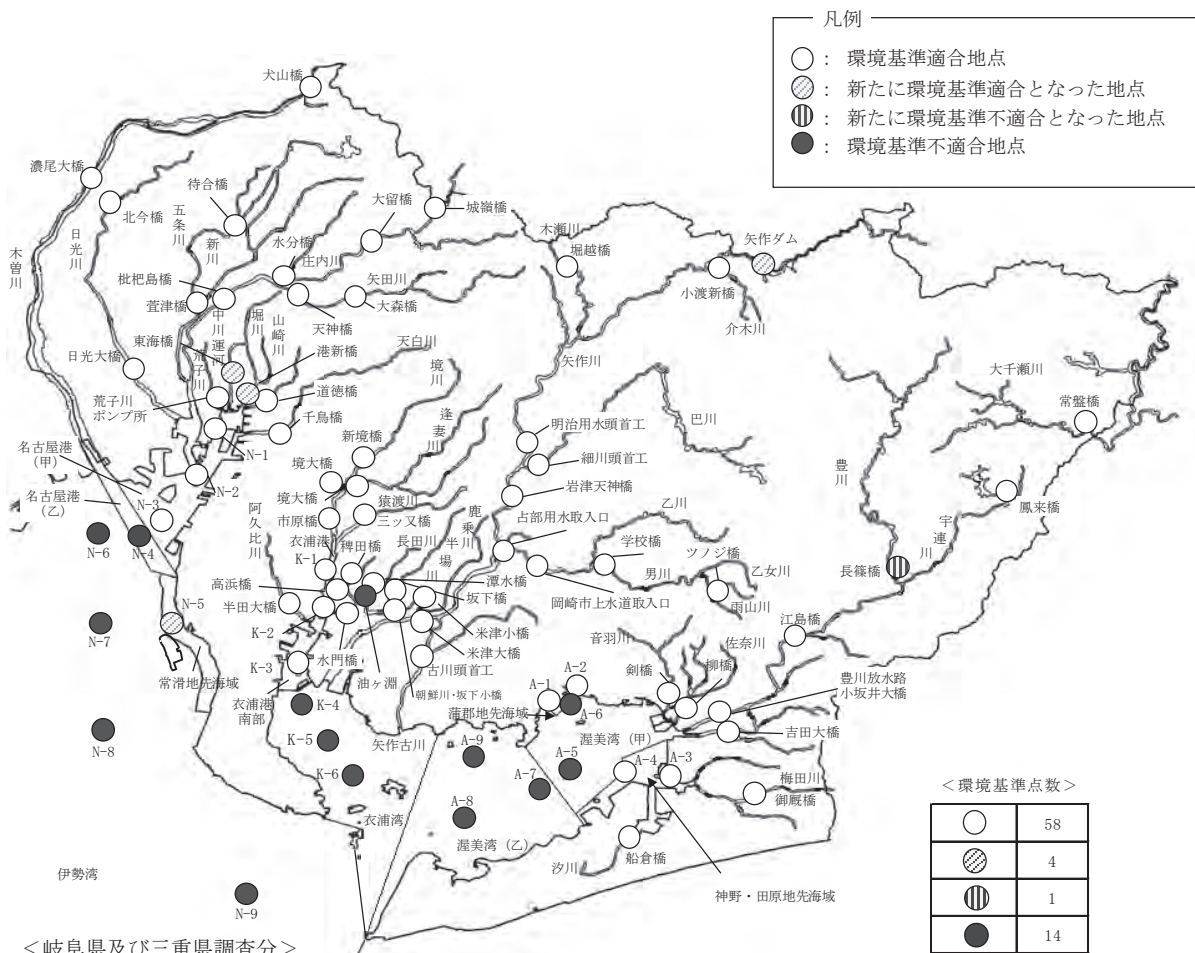 凡例
○ : 環境基準適合地点
: 新たに環境基準適合となった地点
: 新たに環境基準不適合となった地点
● : 環境基準不適合地点
犬山橋
濃尾大橋
北今橋
待合橋
五条川
新川
日光川
木曽川
大留橋
城嶺橋
水分橋
庄内川
枇杷島橋
萱津橋
矢田川
大森橋
天神橋
中川運河
堀川
山崎川
港新橋
東海橋
荒子川
天白川
日光大橋
荒子川
ポンプ所
道徳橋
千鳥橋
木瀬川
堀越橋
矢作ダム
小渡新橋
介木川
矢作川
境川
逢妻川
新境橋
境大橋
境大橋
市原橋
猿渡川
三ッ又橋
明治用水頭首工
細川頭首工
岩津天神橋
巴川
大千瀬川
常盤橋
豊川
鳳来橋
宇連川
長篠橋
名古屋港
(甲)
名古屋港
(乙)
N-1
N-2
N-3
N-4
N-5
N-6
N-7
N-8
N-9
阿久比川
衣浦港
K-1
稗田橋
長田川
鹿乗川
半場川
占部用水取入口
乙川
学校橋
ツノジ橋
乙女川
男川
雨山川
岡崎市上水道取入口
高浜橋
半田大橋
K-2
潭水橋
坂下橋
米津小橋
米津大橋
古川頭首工
水門橋
油ヶ淵
朝鮮川・坂下小橋
K-3
衣浦港
南部
K-4
K-5
K-6
常滑地先海域
矢作古川
衣浦湾
音羽川
佐奈川
江島橋
剣橋
柳橋
豊川放水路
小坂井大橋
吉田大橋
A-1
A-2
蒲郡地先海域
A-6
渥美湾(甲)
A-9
A-5
A-4
A-3
A-7
A-8
渥美湾(乙)
梅田川
御厩橋
船倉橋
汐川
神野・田原地先海域
伊勢湾
<環境基準点数>
○ 58
4
1
● 14
<岐阜県及び三重県調査分>